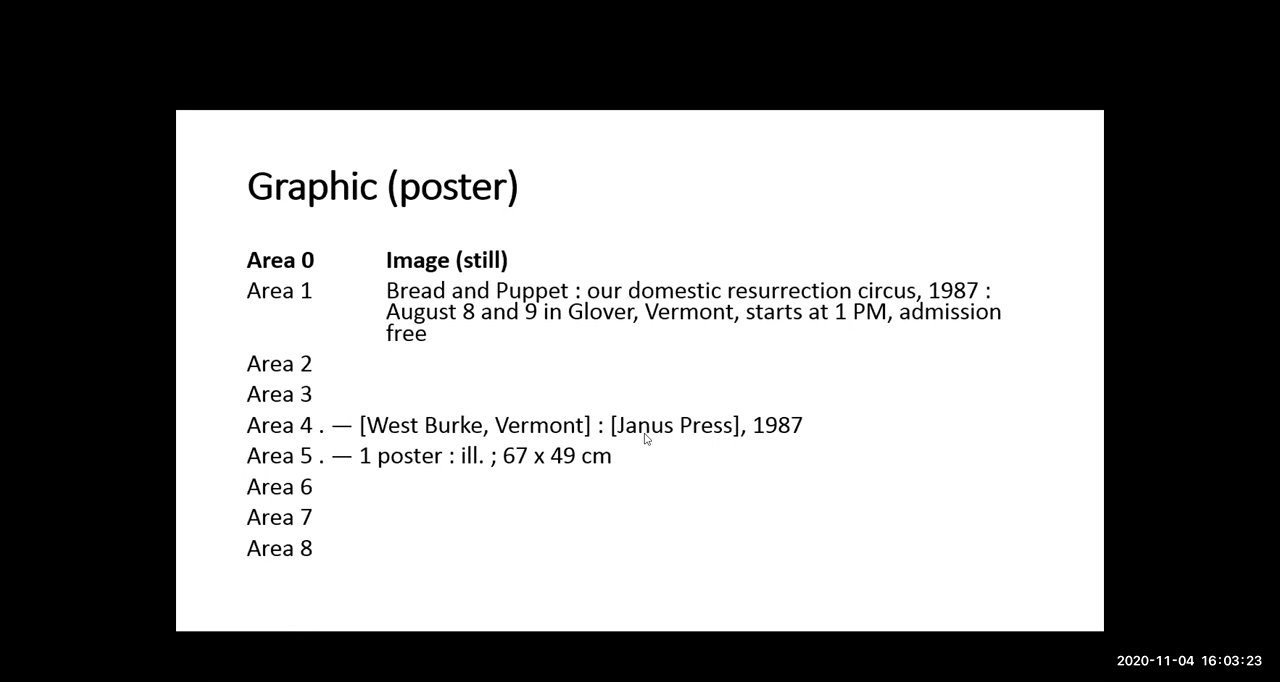 Graphic (poster)
Area 0 Image (still)
Area 1 Bread and Puppet : our domestic resurrection circus, 1987 :
August 8 and 9 in Glover, Vermont, starts at 1 PM, admission
free
Area 2
Area 3
Area 4 . — [West Burke, Vermont] : [Janus Press], 1987
Area 5 . — 1 poster : ill. ; 67 x 49 cm
Area 6
Area 7
Area 8
2020-11-04 16:03:23